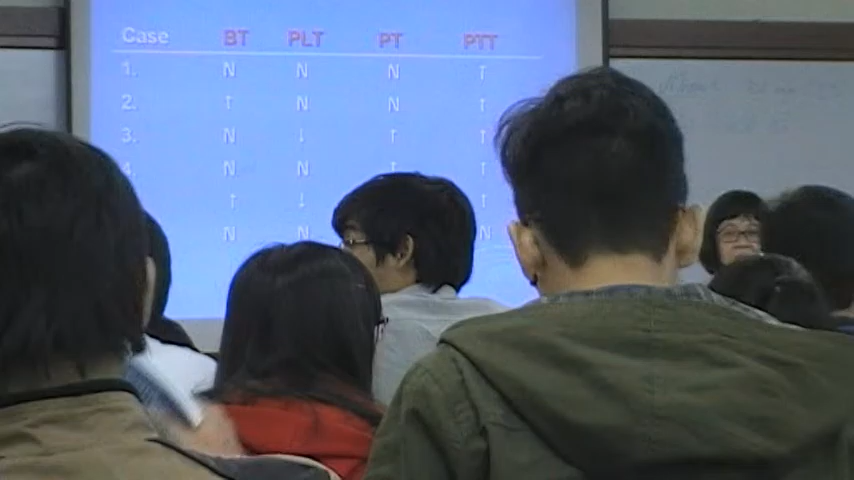 Case BT PLT PT PTT
1. N N N ↑
2. ↑ N N ↑
3. N ↓ ↑ ↑
4. N N ↑ ↑
↑ ↓ ↑
N N N